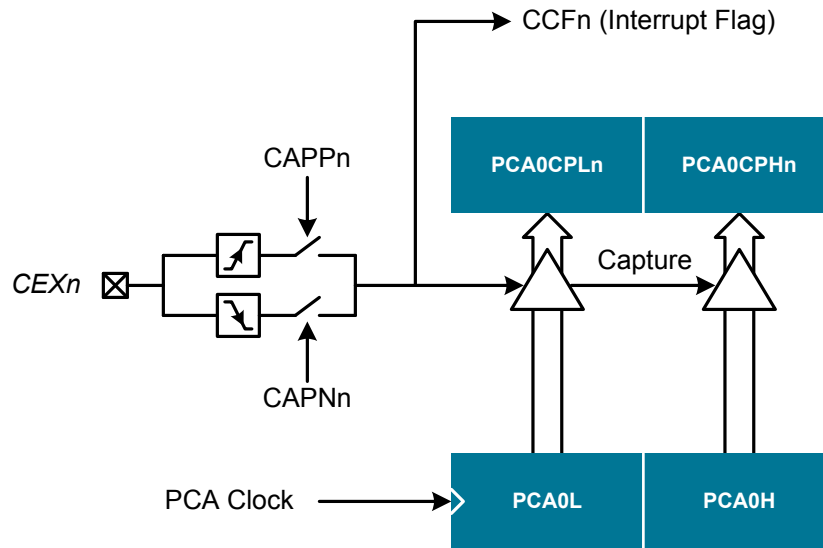 CCFn (Interrupt Flag)
PCA0CPLn
PCA0CPHn
CAPPn
Capture
CEXn
CAPNn
PCA Clock
PCA0L
PCA0H